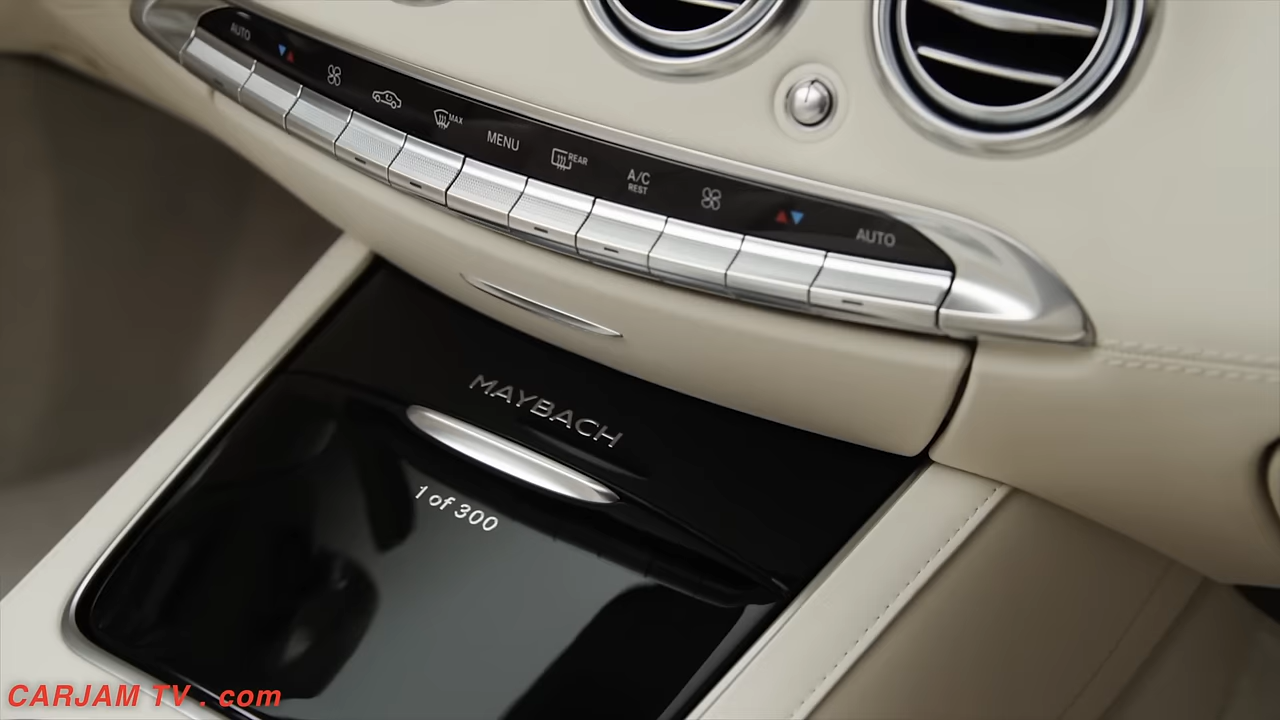 AUTO
MAX
MENU
REAR
A/C
REST
AUTO
MAYBACH
1 of 300
CARJAM TV . com